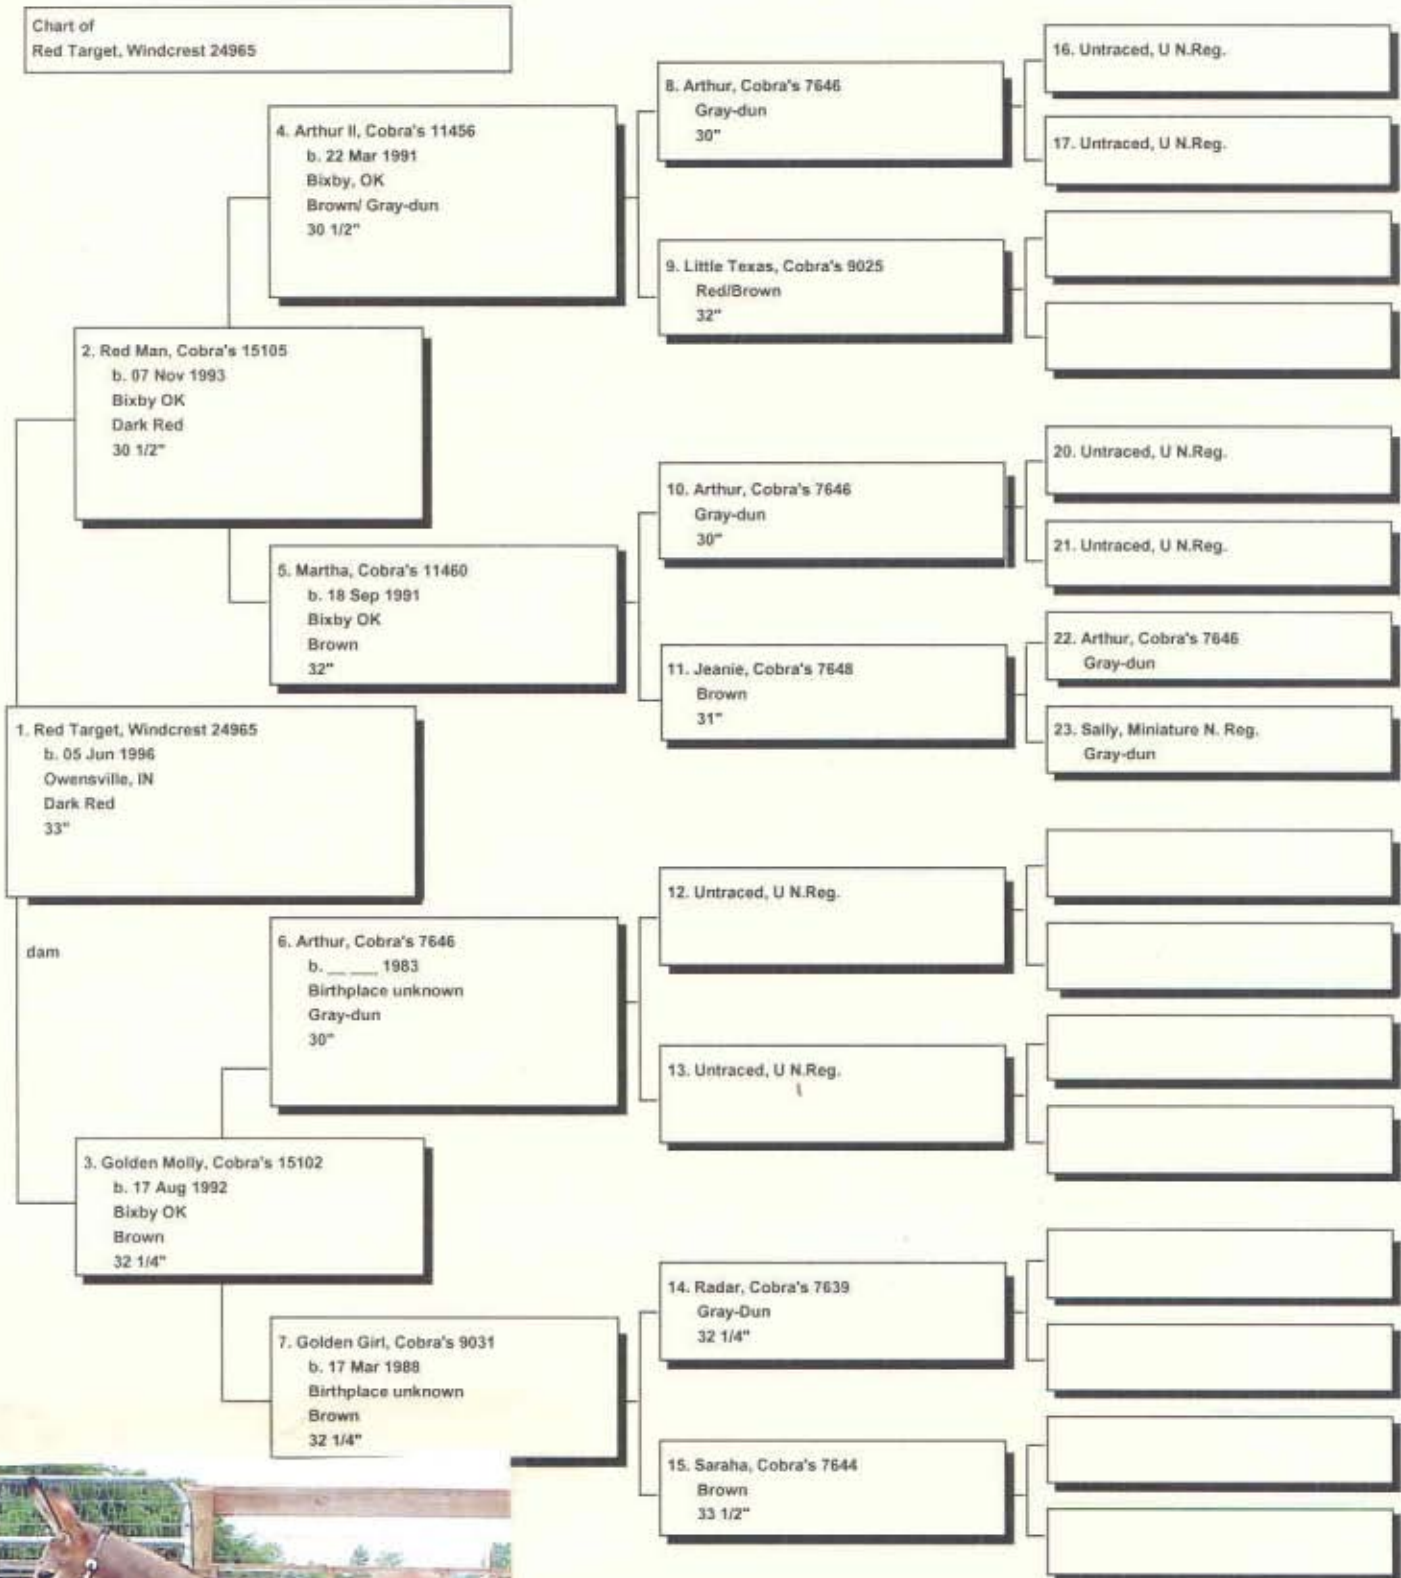 Chart of
Red Target, Windcrest 24965
1. Red Target, Windcrest 24965
b. 05 Jun 1996
Owensville, IN
Dark Red
33"
dam
2. Red Man, Cobra's 15105
b. 07 Nov 1993
Bixby OK
Dark Red
30 1/2"
3. Golden Molly, Cobra's 15102
b. 17 Aug 1992
Bixby OK
Brown
32 1/4"
4. Arthur II, Cobra's 11456
b. 22 Mar 1991
Bixby, OK
Brown/ Gray-dun
30 1/2"
5. Martha, Cobra's 11460
b. 18 Sep 1991
Bixby OK
Brown
32"
6. Arthur, Cobra's 7646
b. __ ___ 1983
Birthplace unknown
Gray-dun
30"
7. Golden Girl, Cobra's 9031
b. 17 Mar 1988
Birthplace unknown
Brown
32 1/4"
8. Arthur, Cobra's 7646
Gray-dun
30"
9. Little Texas, Cobra's 9025
Red/Brown
32"
10. Arthur, Cobra's 7646
Gray-dun
30"
11. Jeanie, Cobra's 7648
Brown
31"
12. Untraced, U N.Reg.
13. Untraced, U N.Reg.
14. Radar, Cobra's 7639
Gray-Dun
32 1/4"
15. Saraha, Cobra's 7644
Brown
33 1/2"
16. Untraced, U N.Reg.
17. Untraced, U N.Reg.
20. Untraced, U N.Reg.
21. Untraced, U N.Reg.
22. Arthur, Cobra's 7646
Gray-dun
23. Sally, Miniature N. Reg.
Gray-dun